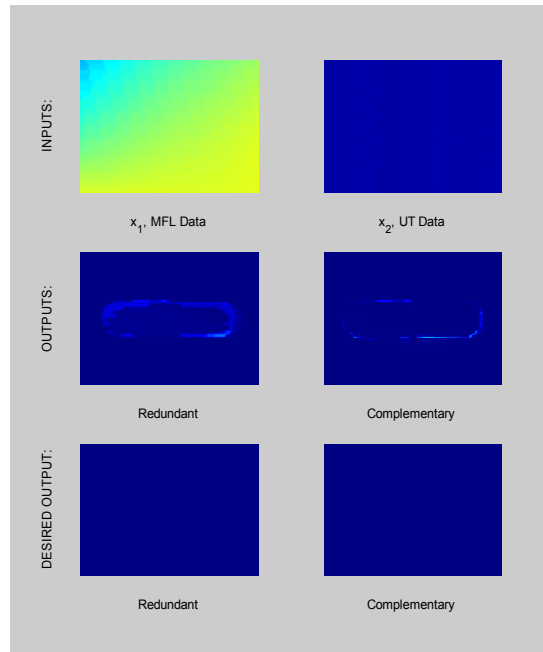 INPUTS:
x1, MFL Data
x2, UT Data
OUTPUTS:
Redundant
Complementary
DESIRED OUTPUT:
Redundant
Complementary